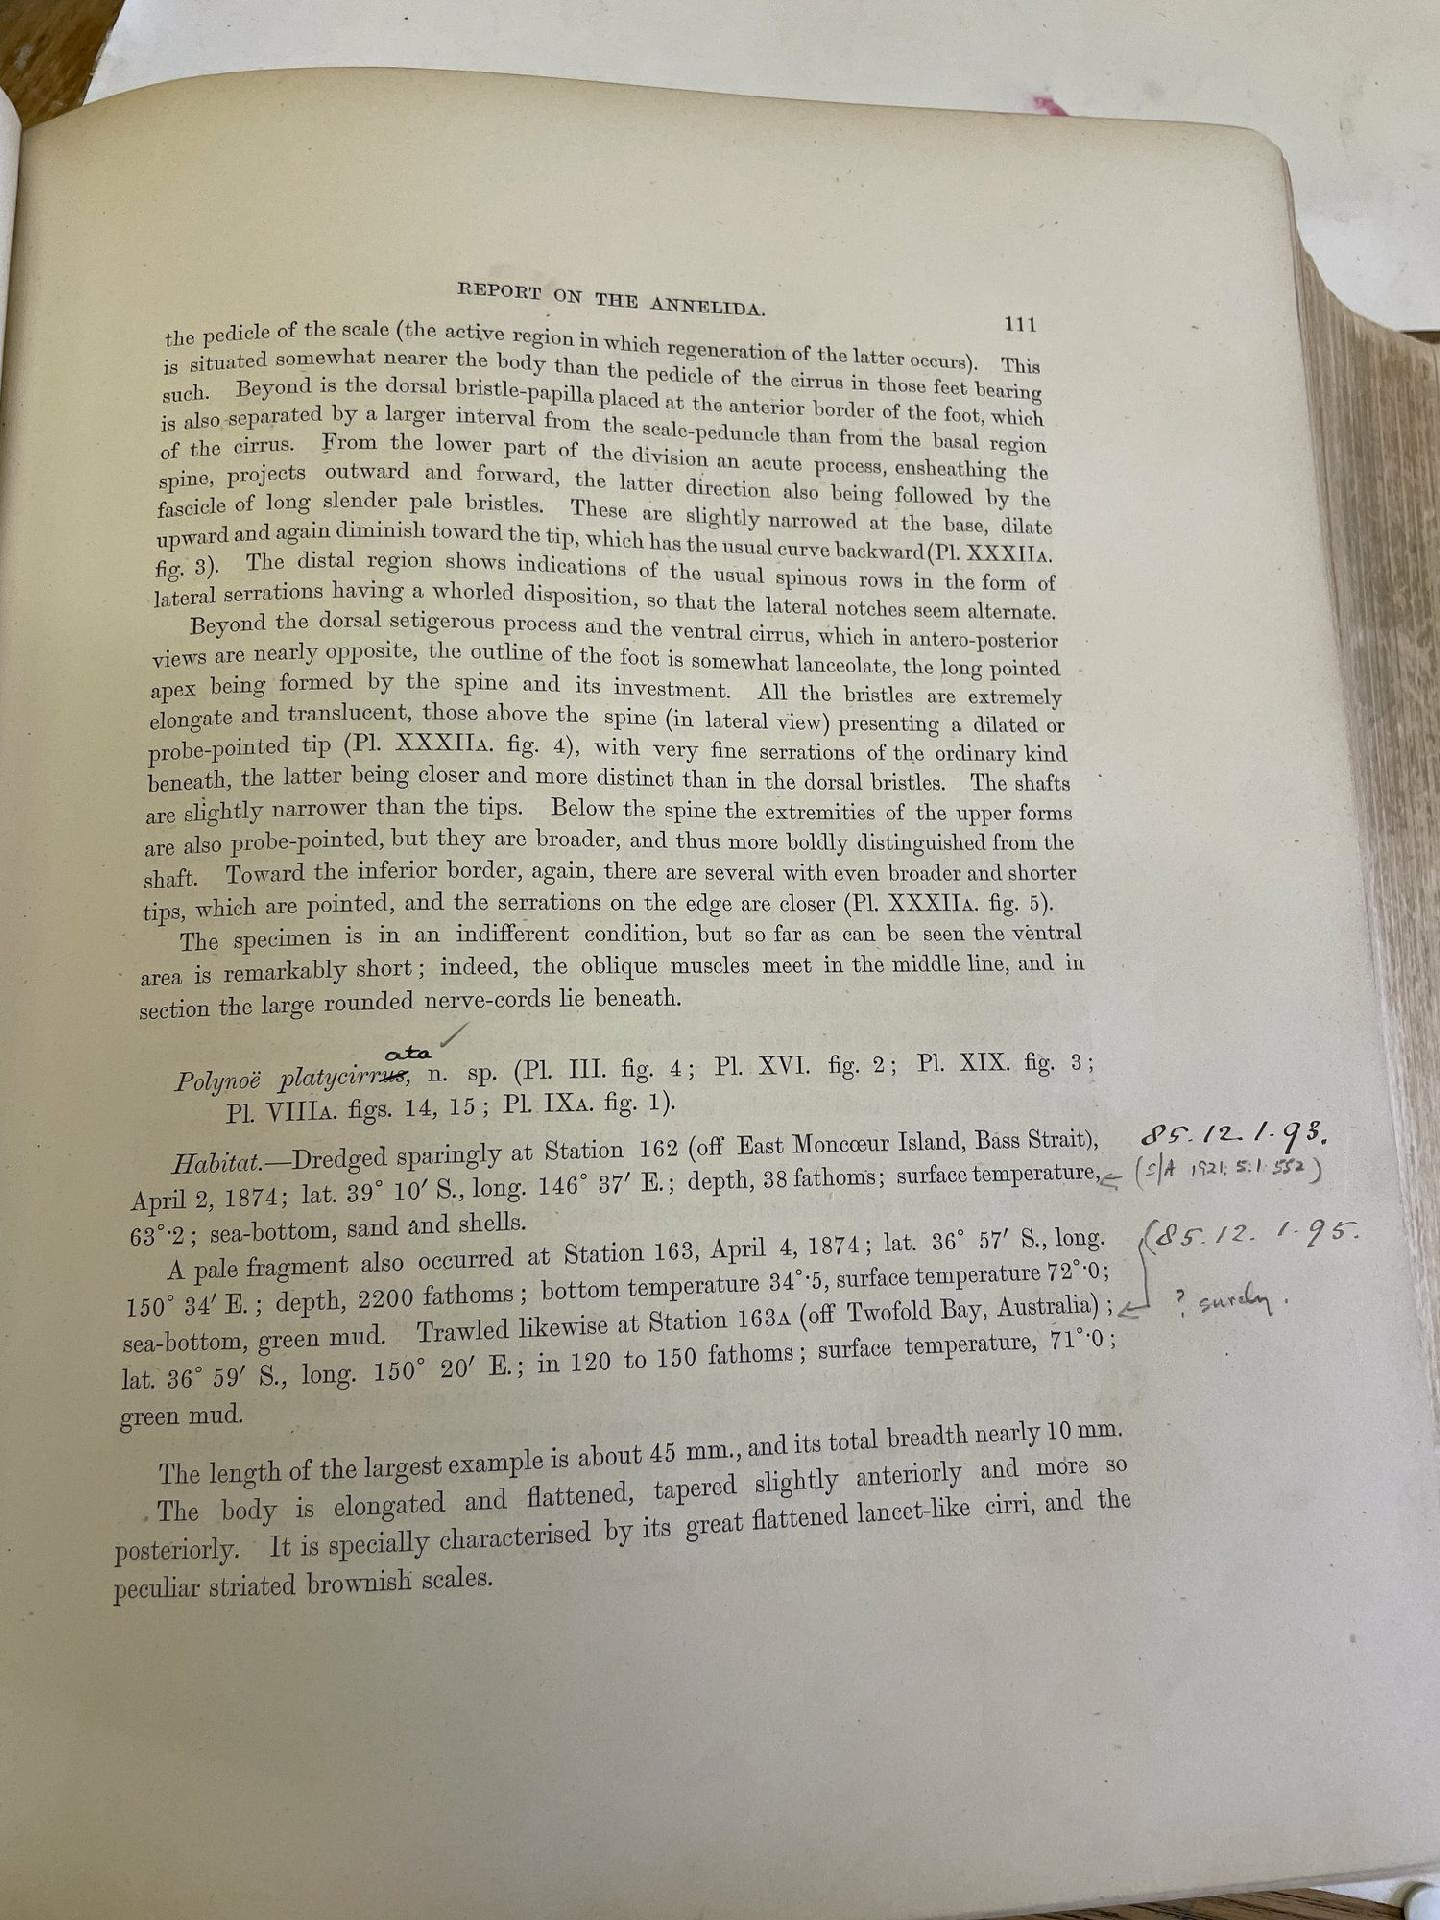 REPORT ON THE ANNELIDA.
111
the pedicle of the scale (the active region in which regeneration of the latter occurs). This
is situated somewhat nearer the body than the pedicle of the cirrus in those feet bearing
such. Beyond is the dorsal bristle-papilla placed at the anterior border of the foot, which
is also separated by a larger interval from the scale-peduncle than from the basal region
of the cirrus. From the lower part of the division an acute process, ensheathing the
spine, projects outward and forward, the latter direction also being followed by the
fascicle of long slender pale bristles. These are slightly narrowed at the base, dilate
upward and again diminish toward the tip, which has the usual curve backward (Pl. XXXIIA.
fig. 3). The distal region shows indications of the usual spinous rows in the form of
lateral serrations having a whorled disposition, so that the lateral notches seem alternate.
Beyond the dorsal setigerous process and the ventral cirrus, which in antero-posterior
views are nearly opposite, the outline of the foot is somewhat lanceolate, the long pointed
apex being formed by the spine and its investment. All the bristles are extremely
elongate and translucent, those above the spine (in lateral view) presenting a dilated or
probe-pointed tip (Pl. XXXIIA. fig. 4), with very fine serrations of the ordinary kind
beneath, the latter being closer and more distinct than in the dorsal bristles. The shafts
are slightly narrower than the tips. Below the spine the extremities of the upper forms
are also probe-pointed, but they are broader, and thus more boldly distinguished from the
shaft. Toward the inferior border, again, there are several with even broader and shorter
tips, which are pointed, and the serrations on the edge are closer (Pl. XXXIIA. fig. 5).
The specimen is in an indifferent condition, but so far as can be seen the ventral
area is remarkably short; indeed, the oblique muscles meet in the middle line, and in
section the large rounded nerve-cords lie beneath.
ata ✓
Polynoë platycirrus, n. sp. (Pl. III. fig. 4; Pl. XVI. fig. 2; Pl. XIX. fig. 3;
Pl. VIIIA. figs. 14, 15; Pl. IXA. fig. 1).
Habitat.—Dredged sparingly at Station 162 (off East Moncœur Island, Bass Strait),
85.12.1.93.
April 2, 1874; lat. 39° 10′ S., long. 146° 37′ E.; depth, 38 fathoms; surface temperature,
(s/A 1921.5.1.552)
63°·2; sea-bottom, sand and shells.
A pale fragment also occurred at Station 163, April 4, 1874; lat. 36° 57′ S., long.
85.12.1.95.
150° 34′ E.; depth, 2200 fathoms; bottom temperature 34°·5, surface temperature 72°·0;
sea-bottom, green mud. Trawled likewise at Station 163A (off Twofold Bay, Australia);
? surely.
lat. 36° 59′ S., long. 150° 20′ E.; in 120 to 150 fathoms; surface temperature, 71°·0;
green mud.
The length of the largest example is about 45 mm., and its total breadth nearly 10 mm.
The body is elongated and flattened, tapered slightly anteriorly and more so
posteriorly. It is specially characterised by its great flattened lancet-like cirri, and the
peculiar striated brownish scales.